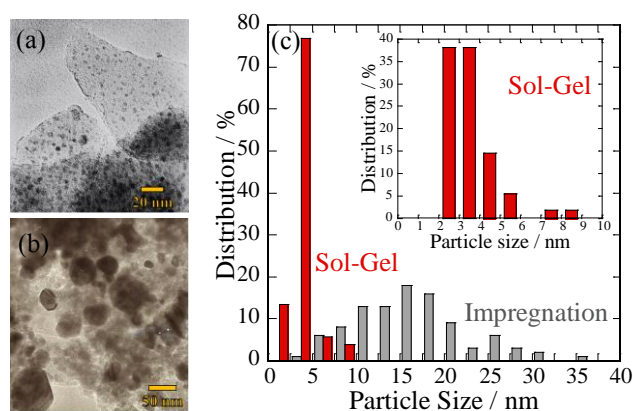 (a)
20 nm
(b)
50 nm
(c)
80
70
60
50
40
30
20
10
0
Distribution / %
0 5 10 15 20 25 30 35 40
Particle Size / nm
Sol-Gel
Impregnation
40
35
30
25
20
15
10
5
0
Distribution / %
0 1 2 3 4 5 6 7 8 9 10
Particle size / nm
Sol-Gel